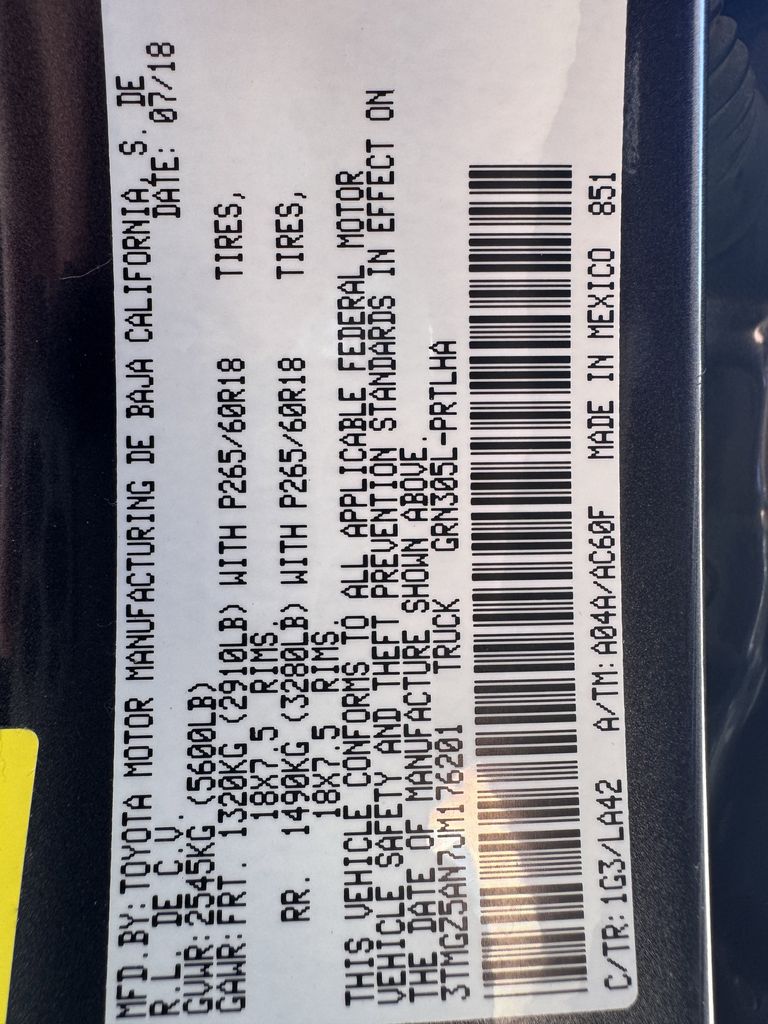 MFD.BY:TOYOTA MOTOR MANUFACTURING DE BAJA CALIFORNIA, S. DE
R.L. DE C.V. DATE: 07/18
GVWR:2545KG (5600LB)
GAWR:FRT. 1320KG (2910LB) WITH P265/60R18 TIRES,
18X7.5 RIMS.
RR. 1490KG (3280LB) WITH P265/60R18 TIRES,
18X7.5 RIMS.
THIS VEHICLE CONFORMS TO ALL APPLICABLE FEDERAL MOTOR
VEHICLE SAFETY AND THEFT PREVENTION STANDARDS IN EFFECT ON
THE DATE OF MANUFACTURE SHOWN ABOVE.
3TMGZ5AN7JM176201 TRUCK GRN305L-PRTLHA
C/TR:1G3/LA42 A/TM:A04A/AC60F MADE IN MEXICO 851